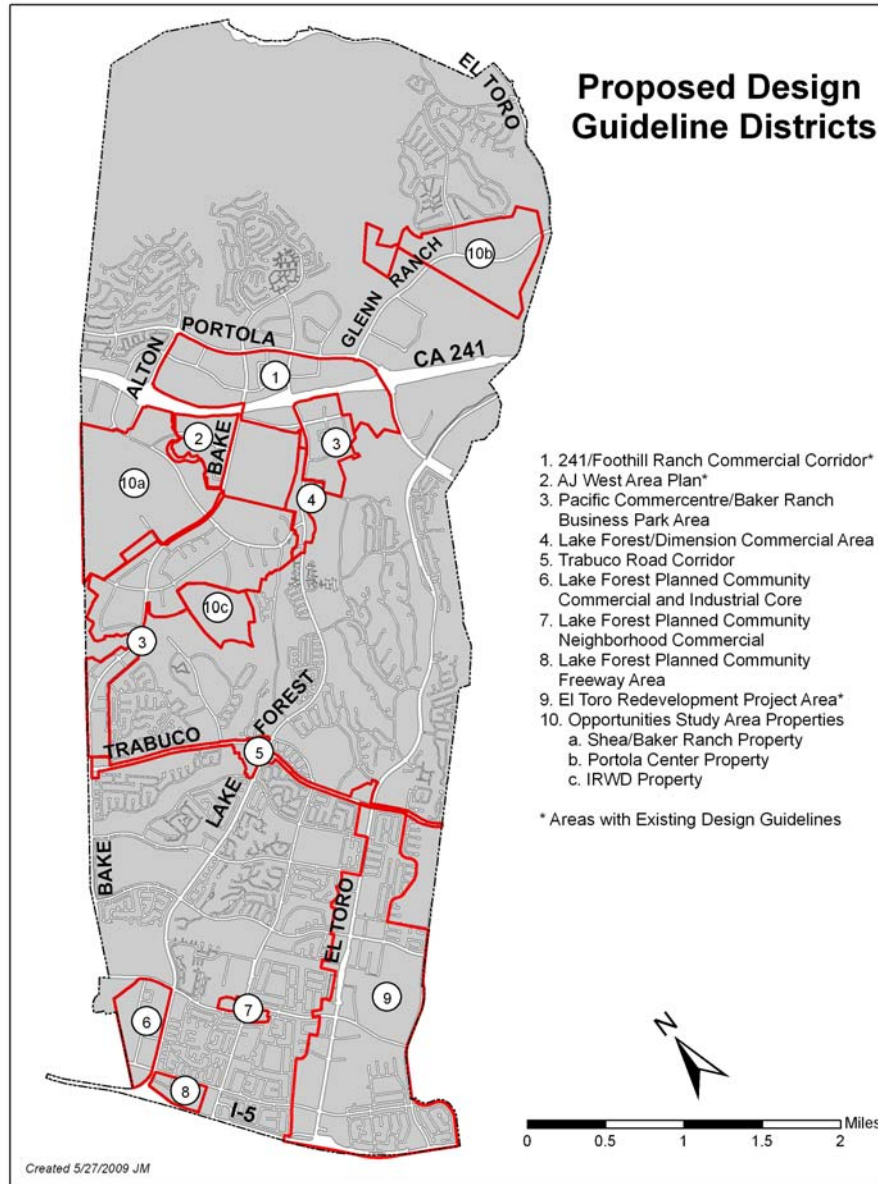 Proposed Design
Guideline Districts
EL TORO
10b
GLENN RANCH
PORTOLA
CA 241
ALTON
1
2
BAKE
3
10a
4
10c
3
TRABUCO
LAKE FOREST
5
BAKE
EL TORO
9
7
6
8
I-5
1. 241/Foothill Ranch Commercial Corridor*
2. AJ West Area Plan*
3. Pacific Commercentre/Baker Ranch
Business Park Area
4. Lake Forest/Dimension Commercial Area
5. Trabuco Road Corridor
6. Lake Forest Planned Community
Commercial and Industrial Core
7. Lake Forest Planned Community
Neighborhood Commercial
8. Lake Forest Planned Community
Freeway Area
9. El Toro Redevelopment Project Area*
10. Opportunities Study Area Properties
a. Shea/Baker Ranch Property
b. Portola Center Property
c. IRWD Property
* Areas with Existing Design Guidelines
N
Miles
0 0.5 1 1.5 2
Created 5/27/2009 JM